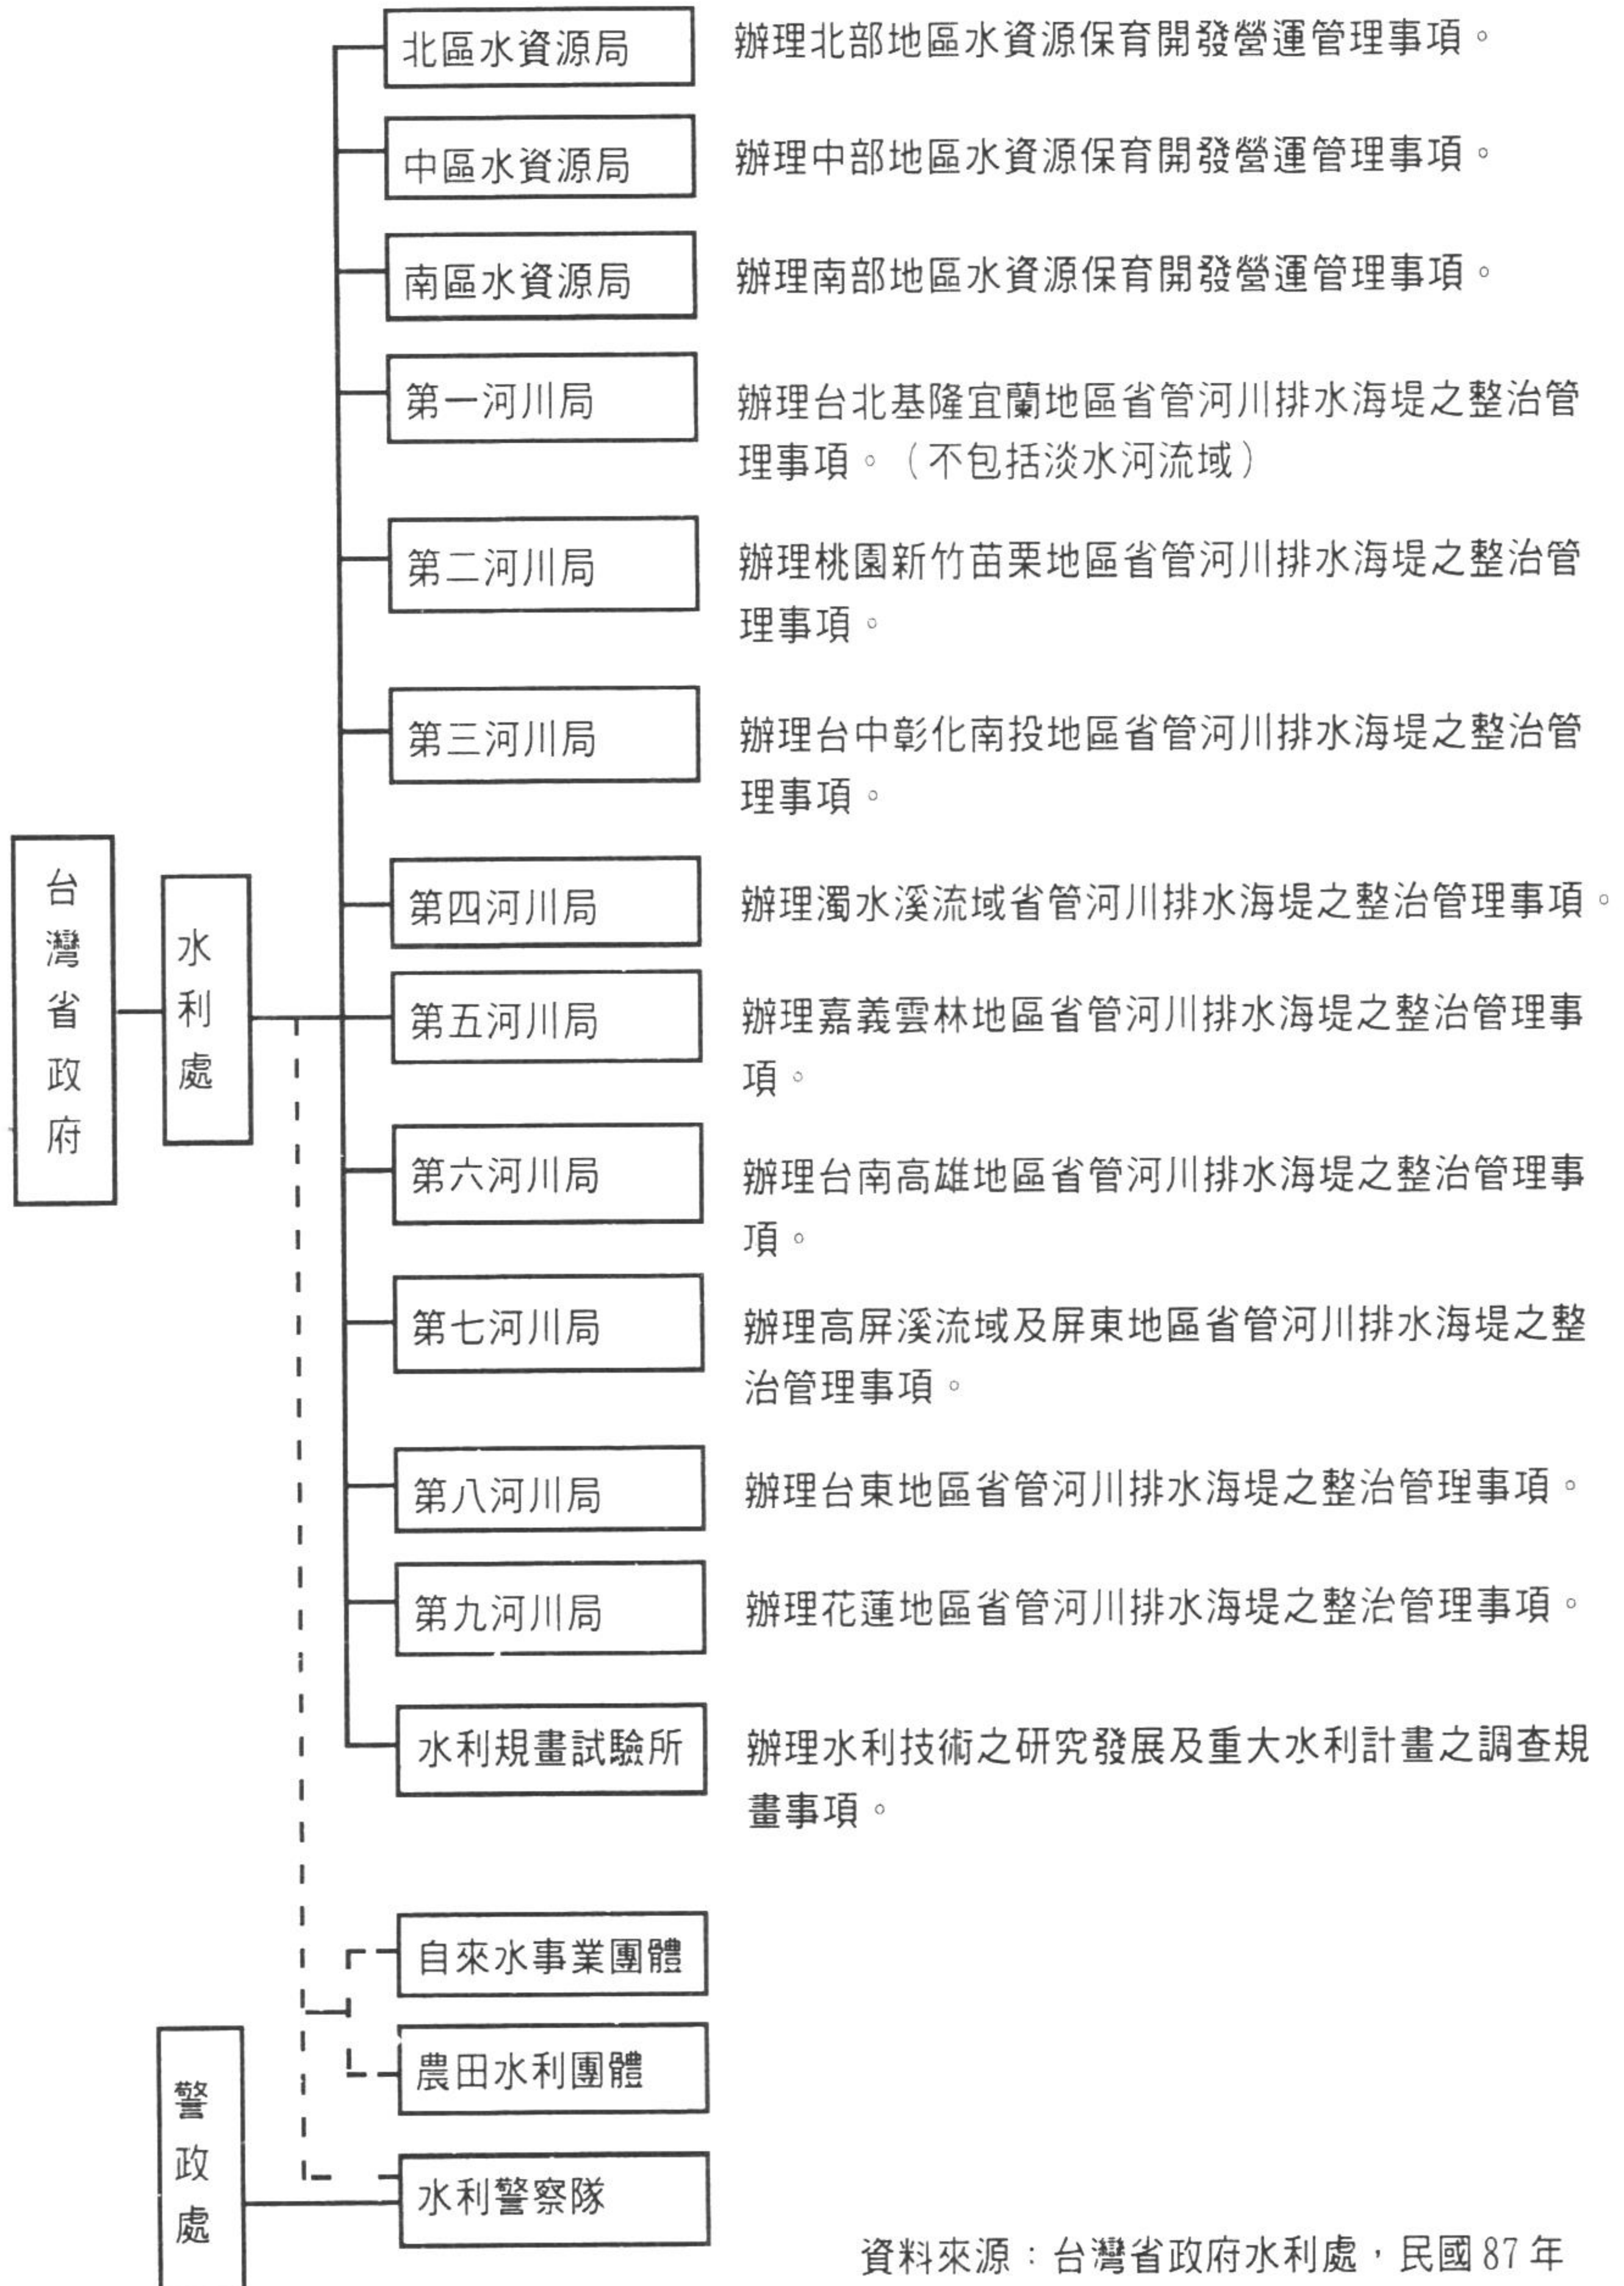 北區水資源局
辦理北部地區水資源保育開發營運管理事項。
中區水資源局
辦理中部地區水資源保育開發營運管理事項。
南區水資源局
辦理南部地區水資源保育開發營運管理事項。
第一河川局
辦理台北基隆宜蘭地區省管河川排水海堤之整治管
理事項。（不包括淡水河流域）
第二河川局
辦理桃園新竹苗栗地區省管河川排水海堤之整治管
理事項。
第三河川局
辦理台中彰化南投地區省管河川排水海堤之整治管
理事項。
台灣省政府
水利處
第四河川局
辦理濁水溪流域省管河川排水海堤之整治管理事項。
第五河川局
辦理嘉義雲林地區省管河川排水海堤之整治管理事
項。
第六河川局
辦理台南高雄地區省管河川排水海堤之整治管理事
項。
第七河川局
辦理高屏溪流域及屏東地區省管河川排水海堤之整
治管理事項。
第八河川局
辦理台東地區省管河川排水海堤之整治管理事項。
第九河川局
辦理花蓮地區省管河川排水海堤之整治管理事項。
水利規畫試驗所
辦理水利技術之研究發展及重大水利計畫之調查規
畫事項。
自來水事業團體
農田水利團體
警政處
水利警察隊
資料來源：台灣省政府水利處，民國87年